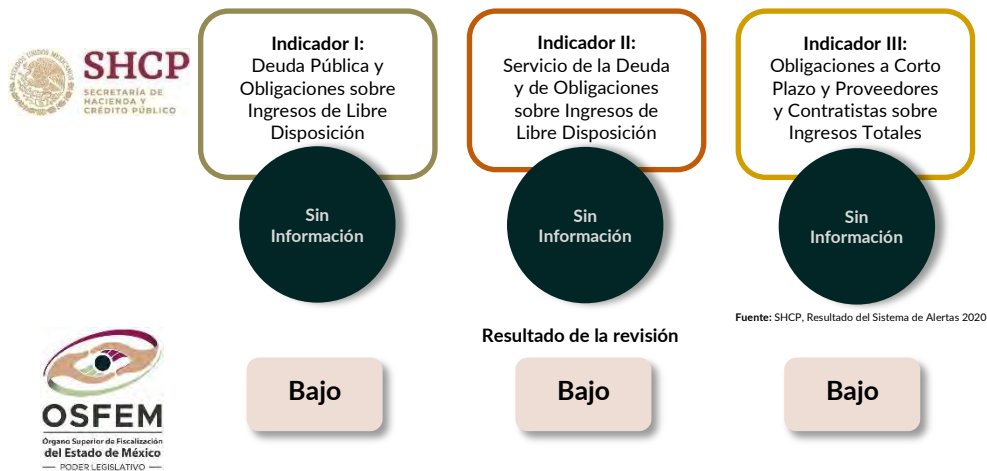 ESTADOS UNIDOS MEXICANOS
SHCP
SECRETARÍA DE
HACIENDA Y
CRÉDITO PÚBLICO
Indicador I:
Deuda Pública y
Obligaciones sobre
Ingresos de Libre
Disposición
Sin
Información
Indicador II:
Servicio de la Deuda
y de Obligaciones
sobre Ingresos de
Libre Disposición
Sin
Información
Indicador III:
Obligaciones a Corto
Plazo y Proveedores
y Contratistas sobre
Ingresos Totales
Sin
Información
Fuente: SHCP, Resultado del Sistema de Alertas 2020
Resultado de la revisión
OSFEM
Órgano Superior de Fiscalización
del Estado de México
PODER LEGISLATIVO
Bajo
Bajo
Bajo